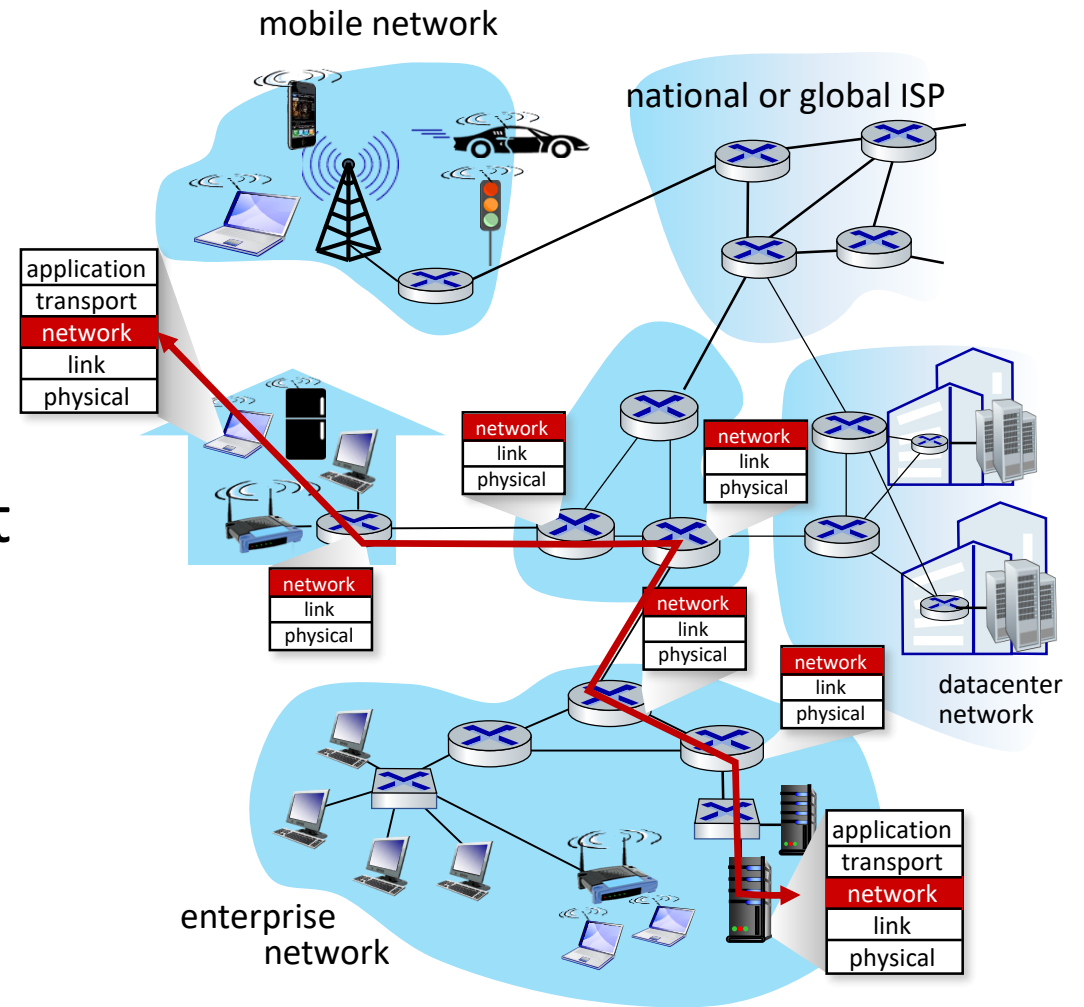 mobile network
national or global ISP
application
transport
network
link
physical
network
link
physical
network
link
physical
t
network
link
physical
network
link
physical
network
link
physical
datacenter
network
application
transport
network
link
physical
enterprise
network